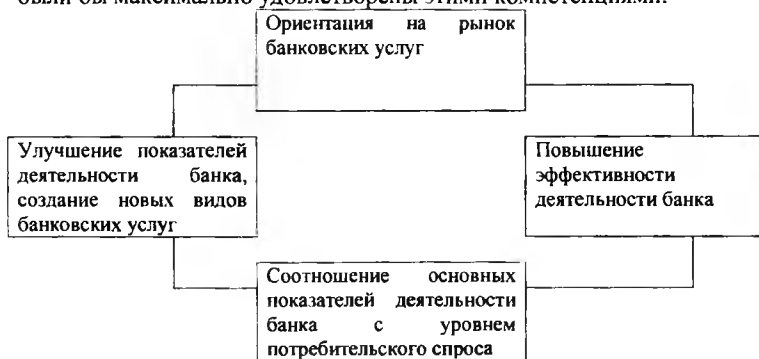 были бы максимально удовлетворены этими компетенциями.
Ориентация на рынок
банковских услуг
Улучшение показателей
деятельности банка,
создание новых видов
банковских услуг
Повышение
эффективности
деятельности банка
Соотношение основных
показателей деятельности
банка с уровнем
потребительского спроса